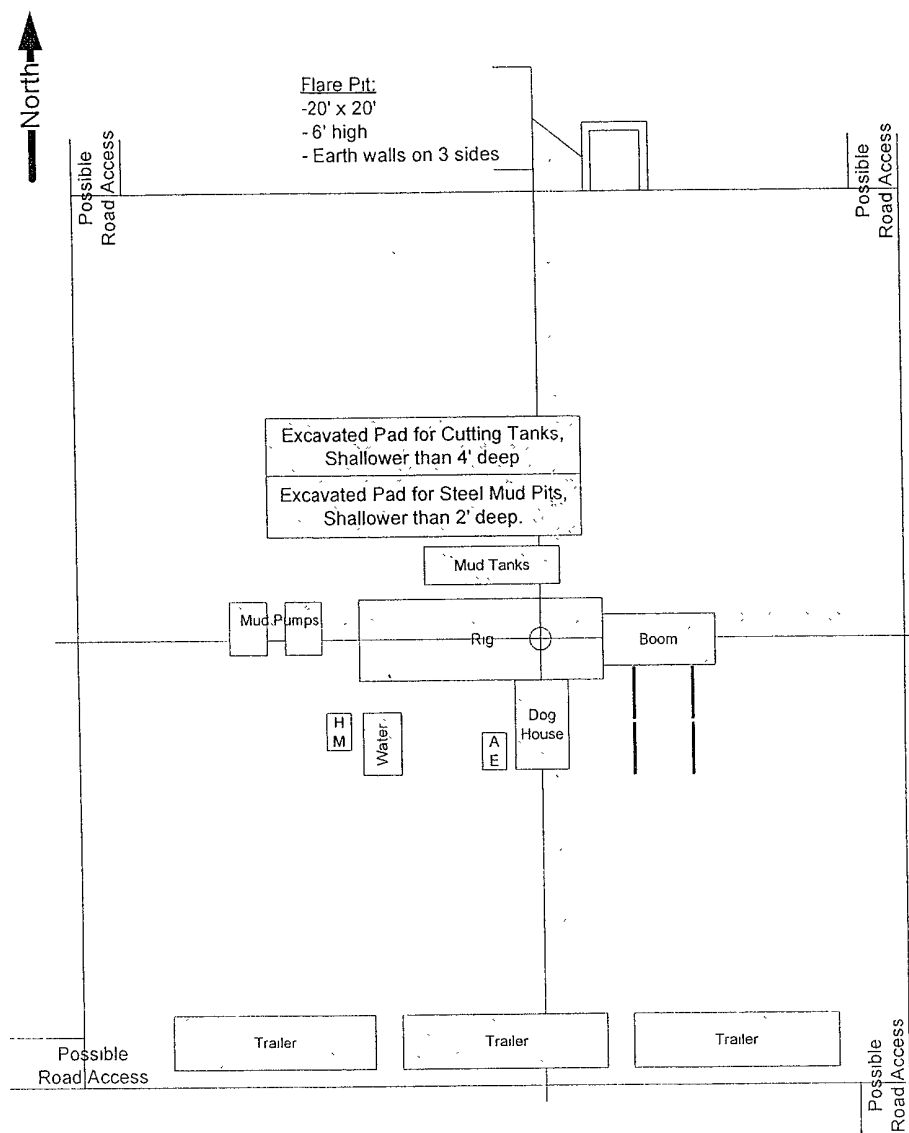 North
Flare Pit:
-20' x 20'
- 6' high
- Earth walls on 3 sides
Possible
Road Access
Possible
Road Access
Excavated Pad for Cutting Tanks,
Shallower than 4' deep
Excavated Pad for Steel Mud Pits,
Shallower than 2' deep.
Mud Tanks
Mud Pumps
Rig
Boom
H
M
Water
A
E
Dog
House
Trailer
Trailer
Trailer
Possible
Road Access
Possible
Road Access